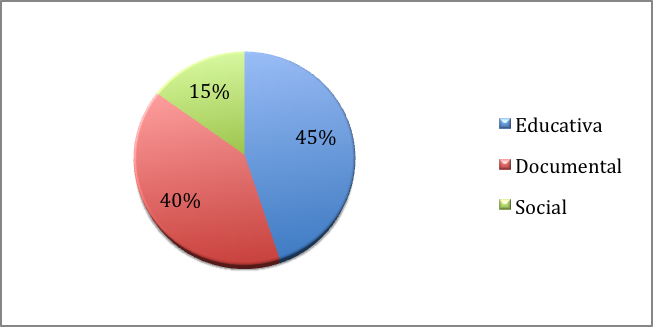 15%
45%
40%
Educativa
Documental
Social